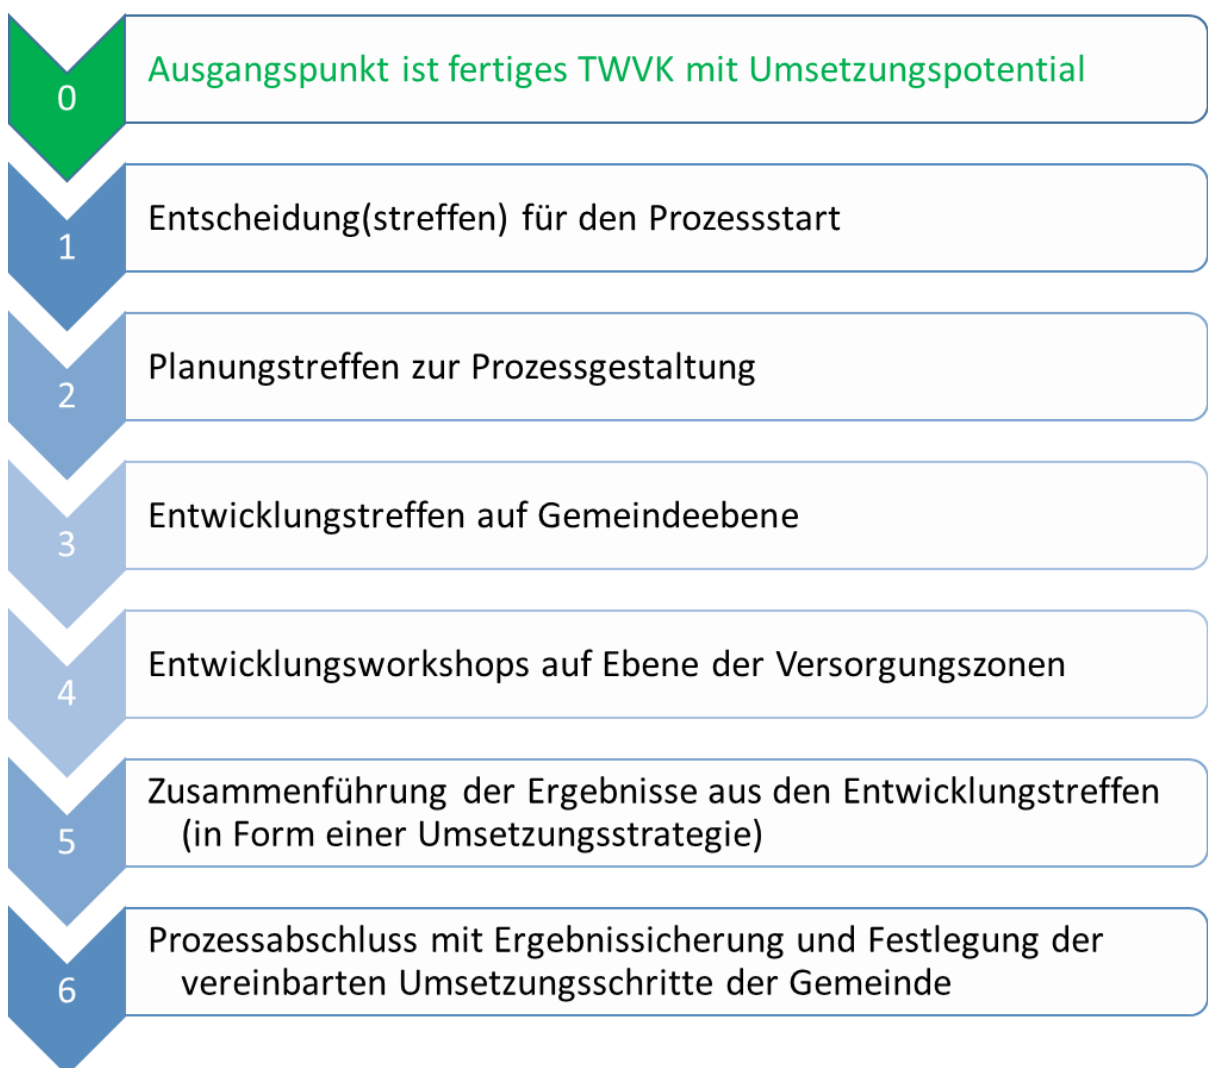 0
Ausgangspunkt ist fertiges TWVK mit Umsetzungspotential
1
Entscheidung(streffen) für den Prozessstart
2
Planungstreffen zur Prozessgestaltung
3
Entwicklungstreffen auf Gemeindeebene
4
Entwicklungsworkshops auf Ebene der Versorgungszonen
5
Zusammenführung der Ergebnisse aus den Entwicklungstreffen
(in Form einer Umsetzungsstrategie)
6
Prozessabschluss mit Ergebnissicherung und Festlegung der
vereinbarten Umsetzungsschritte der Gemeinde